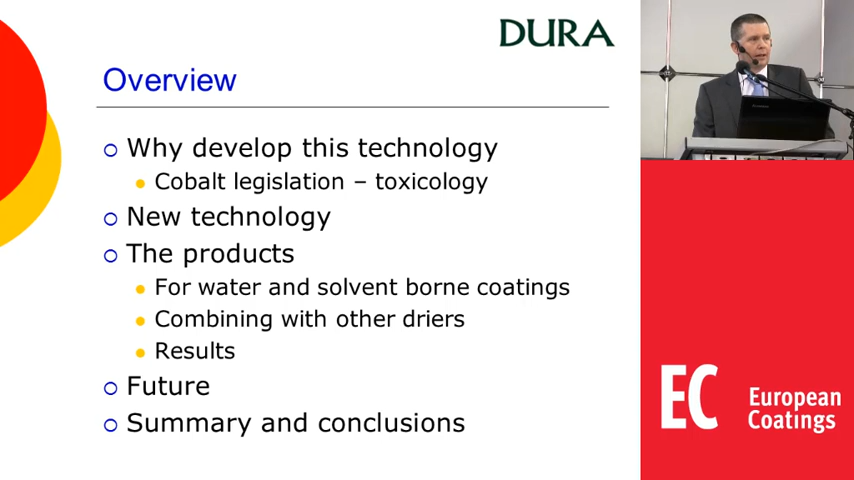 DURA
Overview
Why develop this technology
Cobalt legislation – toxicology
New technology
The products
For water and solvent borne coatings
Combining with other driers
Results
Future
Summary and conclusions
EC European
Coatings